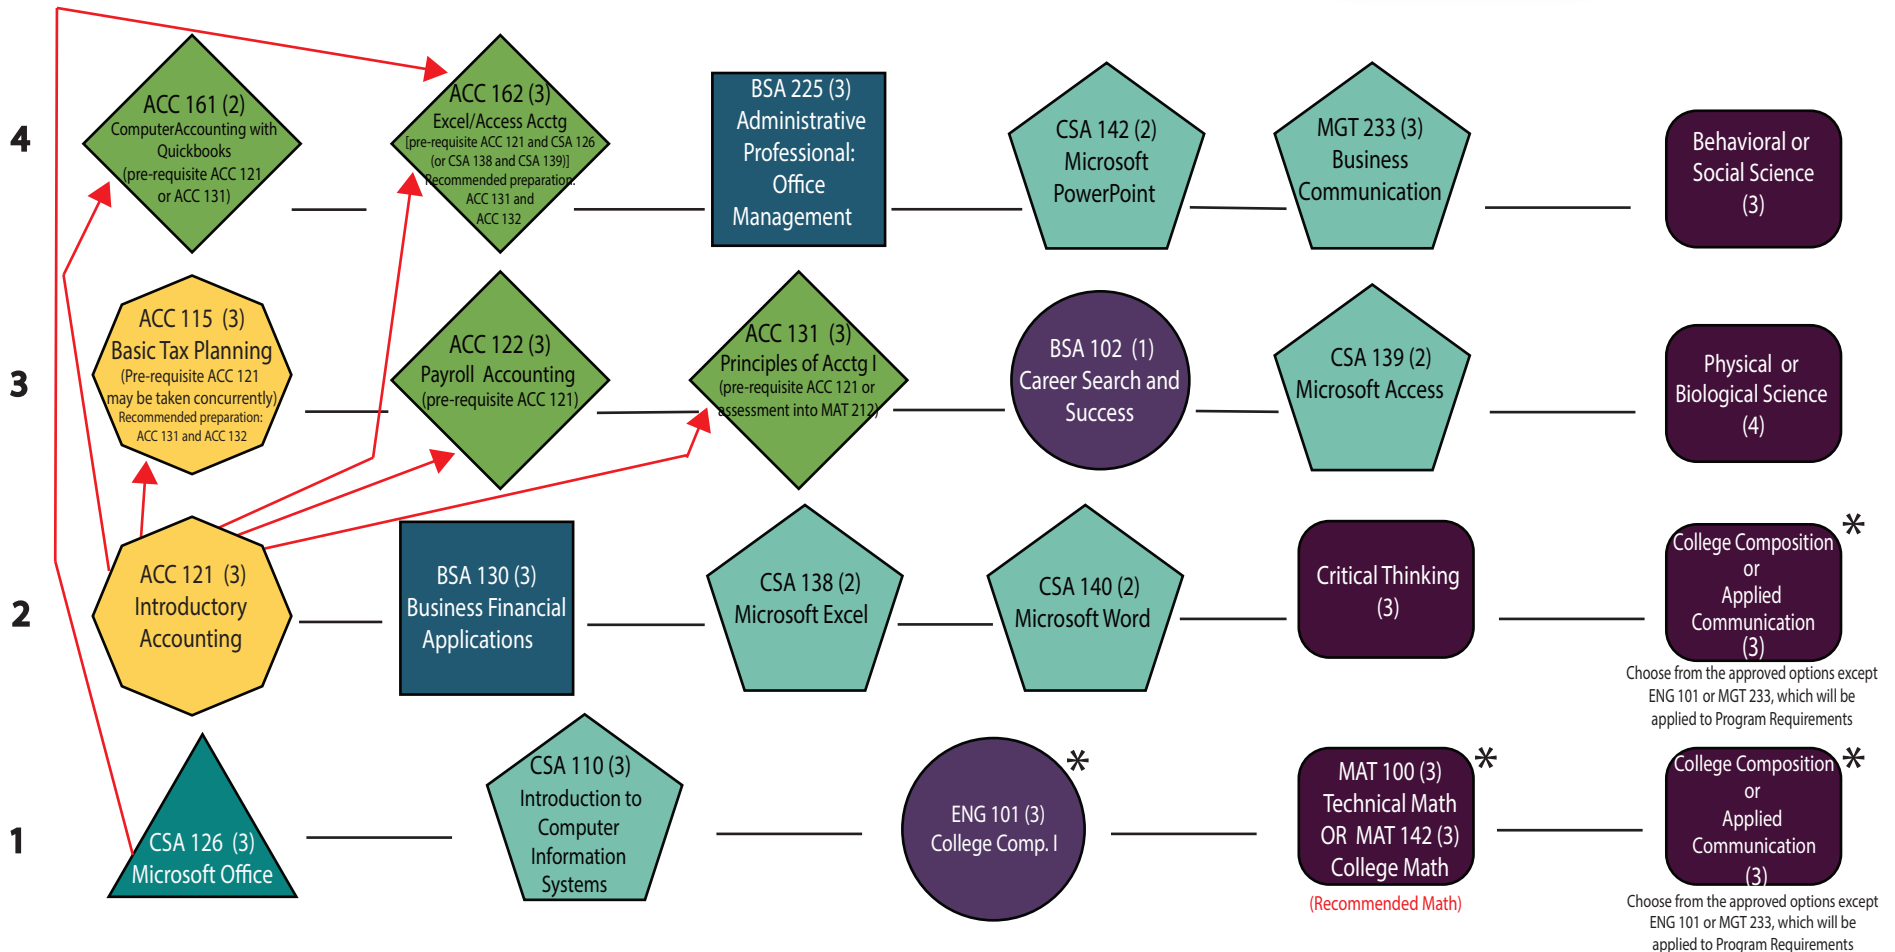 4
ACC 161 (2)
ComputerAccounting with
Quickbooks
(pre-requisite ACC 121
or ACC 131)
ACC 162 (3)
Excel/Access Acctg
[pre-requisite ACC 121 and CSA 126
(or CSA 138 and CSA 139)]
Recommended preparation:
ACC 131 and
ACC 132
BSA 225 (3)
Administrative
Professional:
Office
Management
CSA 142 (2)
Microsoft
PowerPoint
MGT 233 (3)
Business
Communication
Behavioral or
Social Science
(3)
3
ACC 115 (3)
Basic Tax Planning
(Pre-requisite ACC 121
may be taken concurrently)
Recommended preparation:
ACC 131 and ACC 132
ACC 122 (3)
Payroll Accounting
(pre-requisite ACC 121)
ACC 131 (3)
Principles of Acctg I
(pre-requisite ACC 121 or
assessment into MAT 212)
BSA 102 (1)
Career Search and
Success
CSA 139 (2)
Microsoft Access
Physical or
Biological Science
(4)
2
ACC 121 (3)
Introductory
Accounting
BSA 130 (3)
Business Financial
Applications
CSA 138 (2)
Microsoft Excel
CSA 140 (2)
Microsoft Word
Critical Thinking
(3)
*
College Composition
or
Applied
Communication
(3)
Choose from the approved options except
ENG 101 or MGT 233, which will be
applied to Program Requirements
1
CSA 126 (3)
Microsoft Office
CSA 110 (3)
Introduction to
Computer
Information
Systems
*
ENG 101 (3)
College Comp. I
*
MAT 100 (3)
Technical Math
OR MAT 142 (3)
College Math
(Recommended Math)
*
College Composition
or
Applied
Communication
(3)
Choose from the approved options except
ENG 101 or MGT 233, which will be
applied to Program Requirements